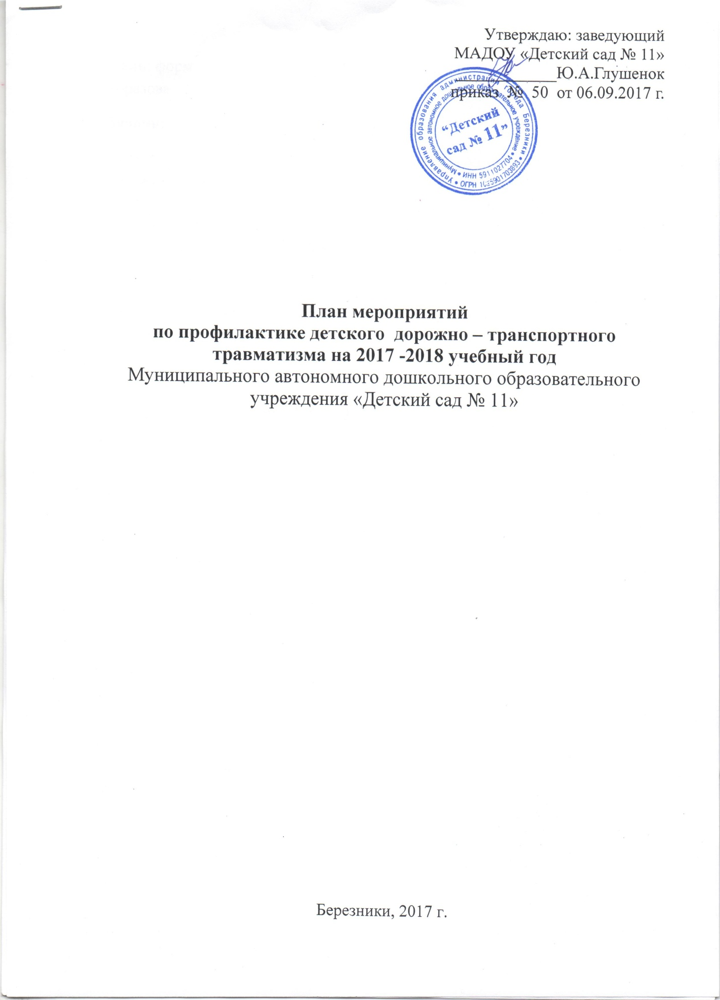 Утверждаю: заведующий
МАДОУ «Детский сад № 11»
____________Ю.А.Глушенок
приказ № 50 от 06.09.2017 г.
Управление образования администрации города Березники •
ОГРН 1025901703893 •
Муниципальное автономное дошкольное образовательное учреждение •
ИНН 5911027704 •
“Детский
сад № 11”
План мероприятий
по профилактике детского дорожно – транспортного
травматизма на 2017 -2018 учебный год
Муниципального автономного дошкольного образовательного
учреждения «Детский сад № 11»
Березники, 2017 г.